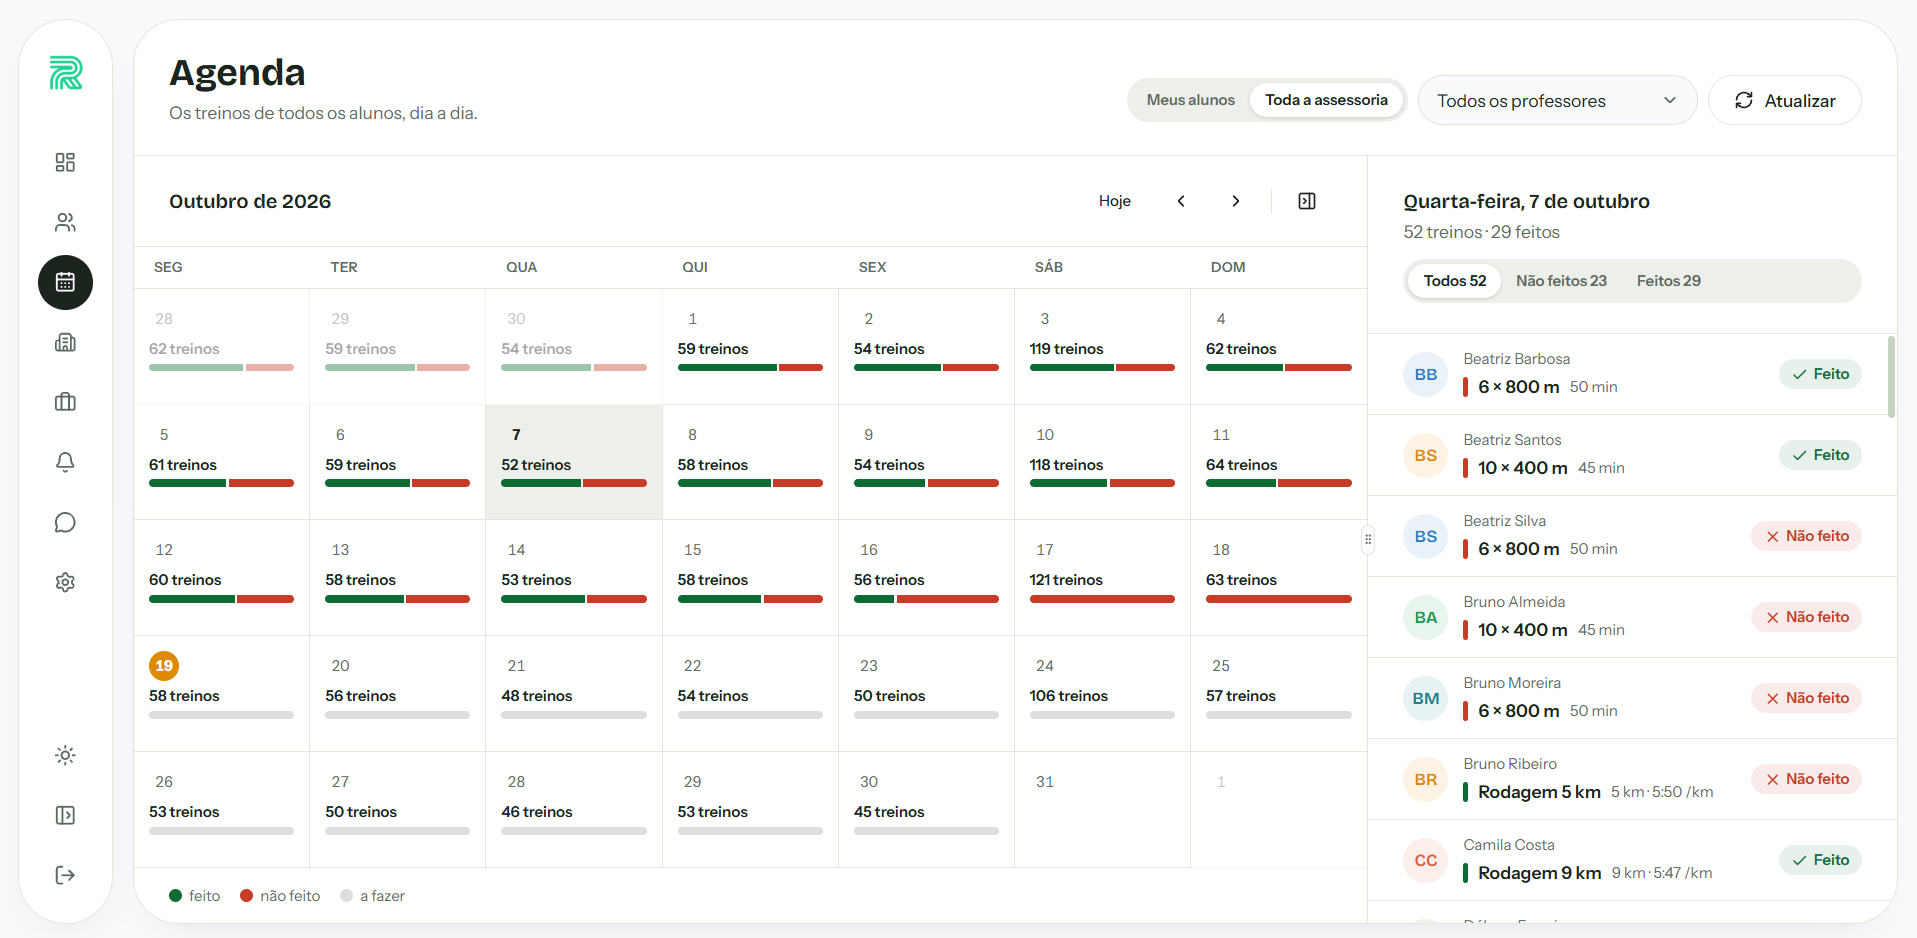 Agenda
Os treinos de todos os alunos, dia a dia.
Meus alunos
Toda a assessoria
Todos os professores
Atualizar
Outubro de 2026
Hoje
SEG TER QUA QUI SEX SÁB DOM
28 29 30 1 2 3 4
62 treinos 59 treinos 54 treinos 59 treinos 54 treinos 119 treinos 62 treinos
5 6 7 8 9 10 11
61 treinos 59 treinos 52 treinos 58 treinos 54 treinos 118 treinos 64 treinos
12 13 14 15 16 17 18
60 treinos 58 treinos 53 treinos 58 treinos 56 treinos 121 treinos 63 treinos
19 20 21 22 23 24 25
58 treinos 56 treinos 48 treinos 54 treinos 50 treinos 106 treinos 57 treinos
26 27 28 29 30 31 1
53 treinos 50 treinos 46 treinos 53 treinos 45 treinos
feito não feito a fazer
Quarta-feira, 7 de outubro
52 treinos · 29 feitos
Todos 52 Não feitos 23 Feitos 29
BB
Beatriz Barbosa
6 × 800 m 50 min
Feito
BS
Beatriz Santos
10 × 400 m 45 min
Feito
BS
Beatriz Silva
6 × 800 m 50 min
Não feito
BA
Bruno Almeida
10 × 400 m 45 min
Não feito
BM
Bruno Moreira
6 × 800 m 50 min
Não feito
BR
Bruno Ribeiro
Rodagem 5 km 5 km · 5:50 /km
Não feito
CC
Camila Costa
Rodagem 9 km 9 km · 5:47 /km
Feito